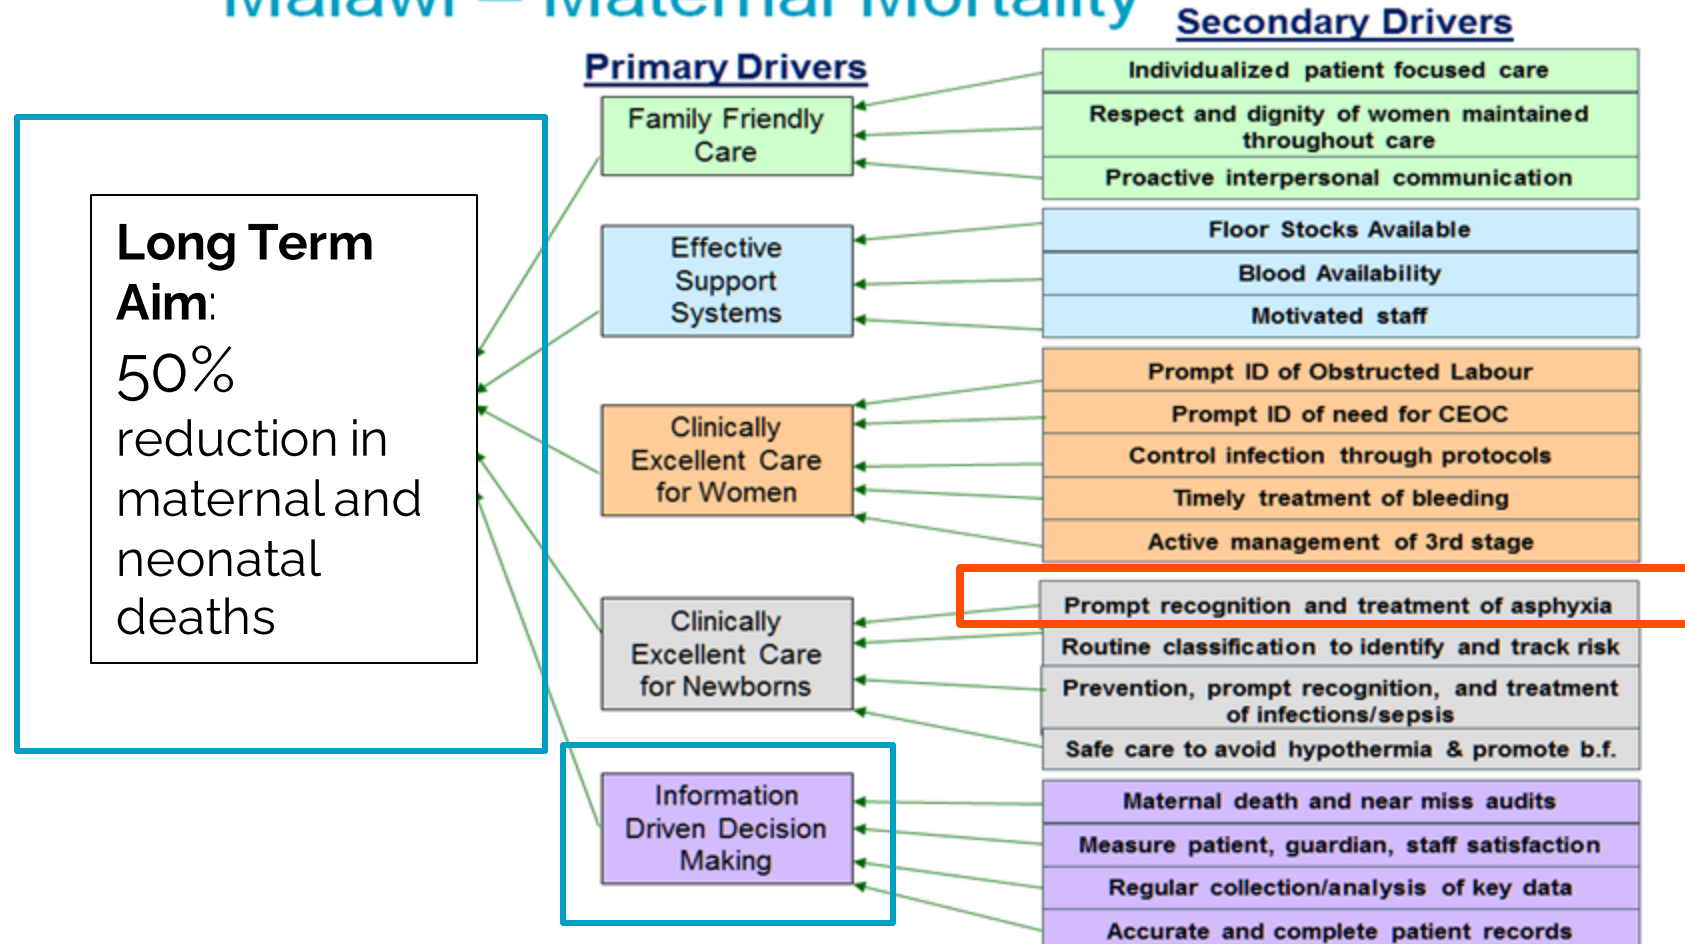 Malawi – Maternal Mortality
Secondary Drivers
Primary Drivers
Long Term
Aim:
50%
reduction in
maternal and
neonatal
deaths
Family Friendly
Care
Individualized patient focused care
Respect and dignity of women maintained
throughout care
Proactive interpersonal communication
Effective
Support
Systems
Floor Stocks Available
Blood Availability
Motivated staff
Clinically
Excellent Care
for Women
Prompt ID of Obstructed Labour
Prompt ID of need for CEOC
Control infection through protocols
Timely treatment of bleeding
Active management of 3rd stage
Clinically
Excellent Care
for Newborns
Prompt recognition and treatment of asphyxia
Routine classification to identify and track risk
Prevention, prompt recognition, and treatment
of infections/sepsis
Safe care to avoid hypothermia & promote b.f.
Information
Driven Decision
Making
Maternal death and near miss audits
Measure patient, guardian, staff satisfaction
Regular collection/analysis of key data
Accurate and complete patient records